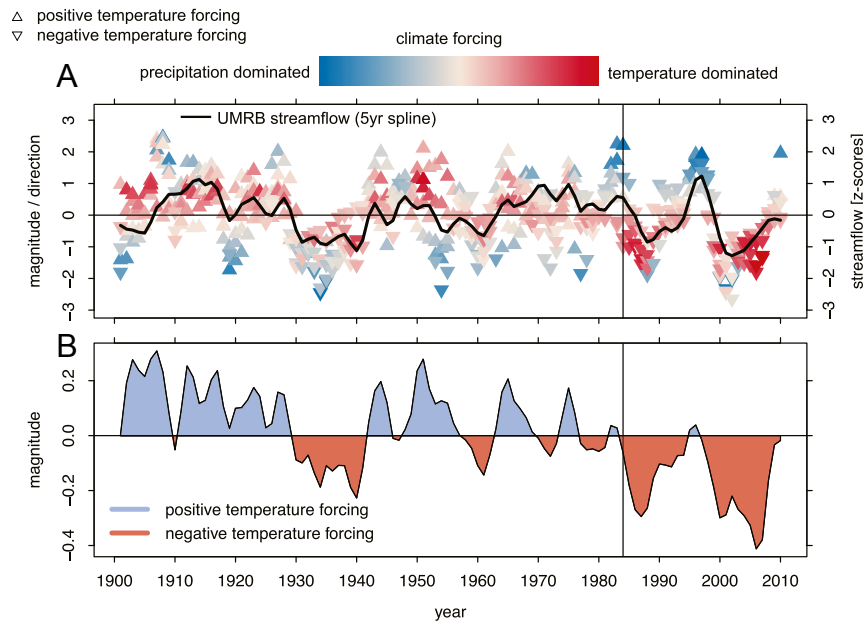 positive temperature forcing
negative temperature forcing
climate forcing
A
precipitation dominated
temperature dominated
UMRB streamflow (5yr spline)
magnitude / direction
3
2
1
0
−1
−2
−3
3
2
1
0
−1
−2
−3
streamflow [z-scores]
B
magnitude
0.2
0.0
−0.2
−0.4
positive temperature forcing
negative temperature forcing
1900 1910 1920 1930 1940 1950 1960 1970 1980 1990 2000 2010
year